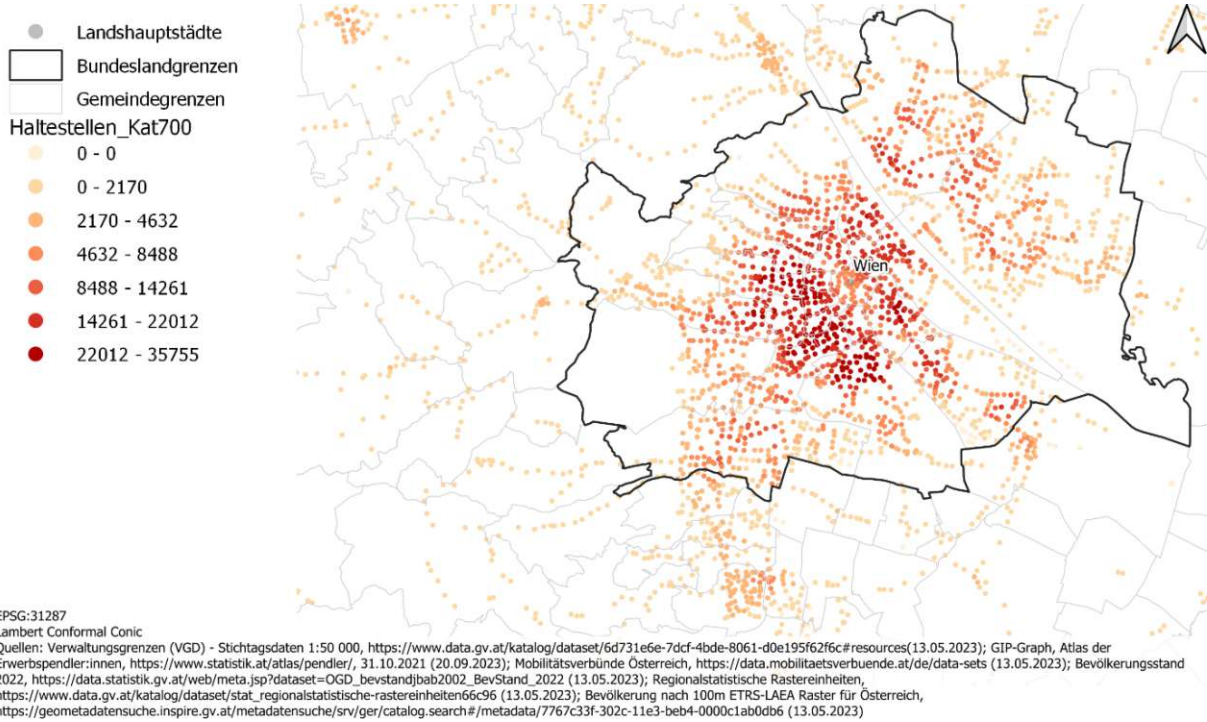 Landshauptstädte
Bundeslandgrenzen
Gemeindegrenzen
Haltestellen_Kat700
0 - 0
0 - 2170
2170 - 4632
4632 - 8488
8488 - 14261
14261 - 22012
22012 - 35755
Wien
EPSG:31287
Lambert Conformal Conic
Quellen: Verwaltungsgrenzen (VGD) - Stichtagsdaten 1:50 000, https://www.data.gv.at/katalog/dataset/6d731e6e-7dcf-4bde-8061-d0e195f62f6c#resources(13.05.2023); GIP-Graph, Atlas der
Erwerbspendler:innen, https://www.statistik.at/atlas/pendler/, 31.10.2021 (20.09.2023); Mobilitätsverbünde Österreich, https://data.mobilitaetsverbuende.at/de/data-sets (13.05.2023); Bevölkerungsstand
2022, https://data.statistik.gv.at/web/meta.jsp?dataset=OGD_bevstandjbab2002_BevStand_2022 (13.05.2023); Regionalstatistische Rastereinheiten,
https://www.data.gv.at/katalog/dataset/stat_regionalstatistische-rastereinheiten66c96 (13.05.2023); Bevölkerung nach 100m ETRS-LAEA Raster für Österreich,
https://geometadatensuche.inspire.gv.at/metadatensuche/srv/ger/catalog.search#/metadata/7767c33f-302c-11e3-beb4-0000c1ab0db6 (13.05.2023)